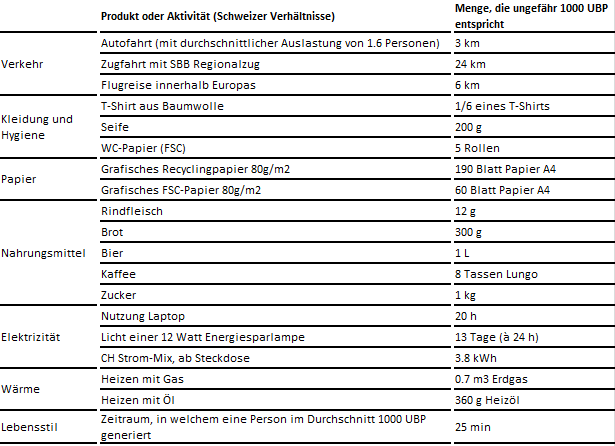 Produkt oder Aktivität (Schweizer Verhältnisse) Menge, die ungefähr 1000 UBP entspricht
Verkehr
Autofahrt (mit durchschnittlicher Auslastung von 1.6 Personen) 3 km
Zugfahrt mit SBB Regionalzug 24 km
Flugreise innerhalb Europas 6 km
Kleidung und
Hygiene
T-Shirt aus Baumwolle 1/6 eines T-Shirts
Seife 200 g
WC-Papier (FSC) 5 Rollen
Papier
Grafisches Recyclingpapier 80g/m2 190 Blatt Papier A4
Grafisches FSC-Papier 80g/m2 60 Blatt Papier A4
Nahrungsmittel
Rindfleisch 12 g
Brot 300 g
Bier 1 L
Kaffee 8 Tassen Lungo
Zucker 1 kg
Elektrizität
Nutzung Laptop 20 h
Licht einer 12 Watt Energiesparlampe 13 Tage (à 24 h)
CH Strom-Mix, ab Steckdose 3.8 kWh
Wärme
Heizen mit Gas 0.7 m3 Erdgas
Heizen mit Öl 360 g Heizöl
Lebensstil
Zeitraum, in welchem eine Person im Durchschnitt 1000 UBP
generiert
25 min